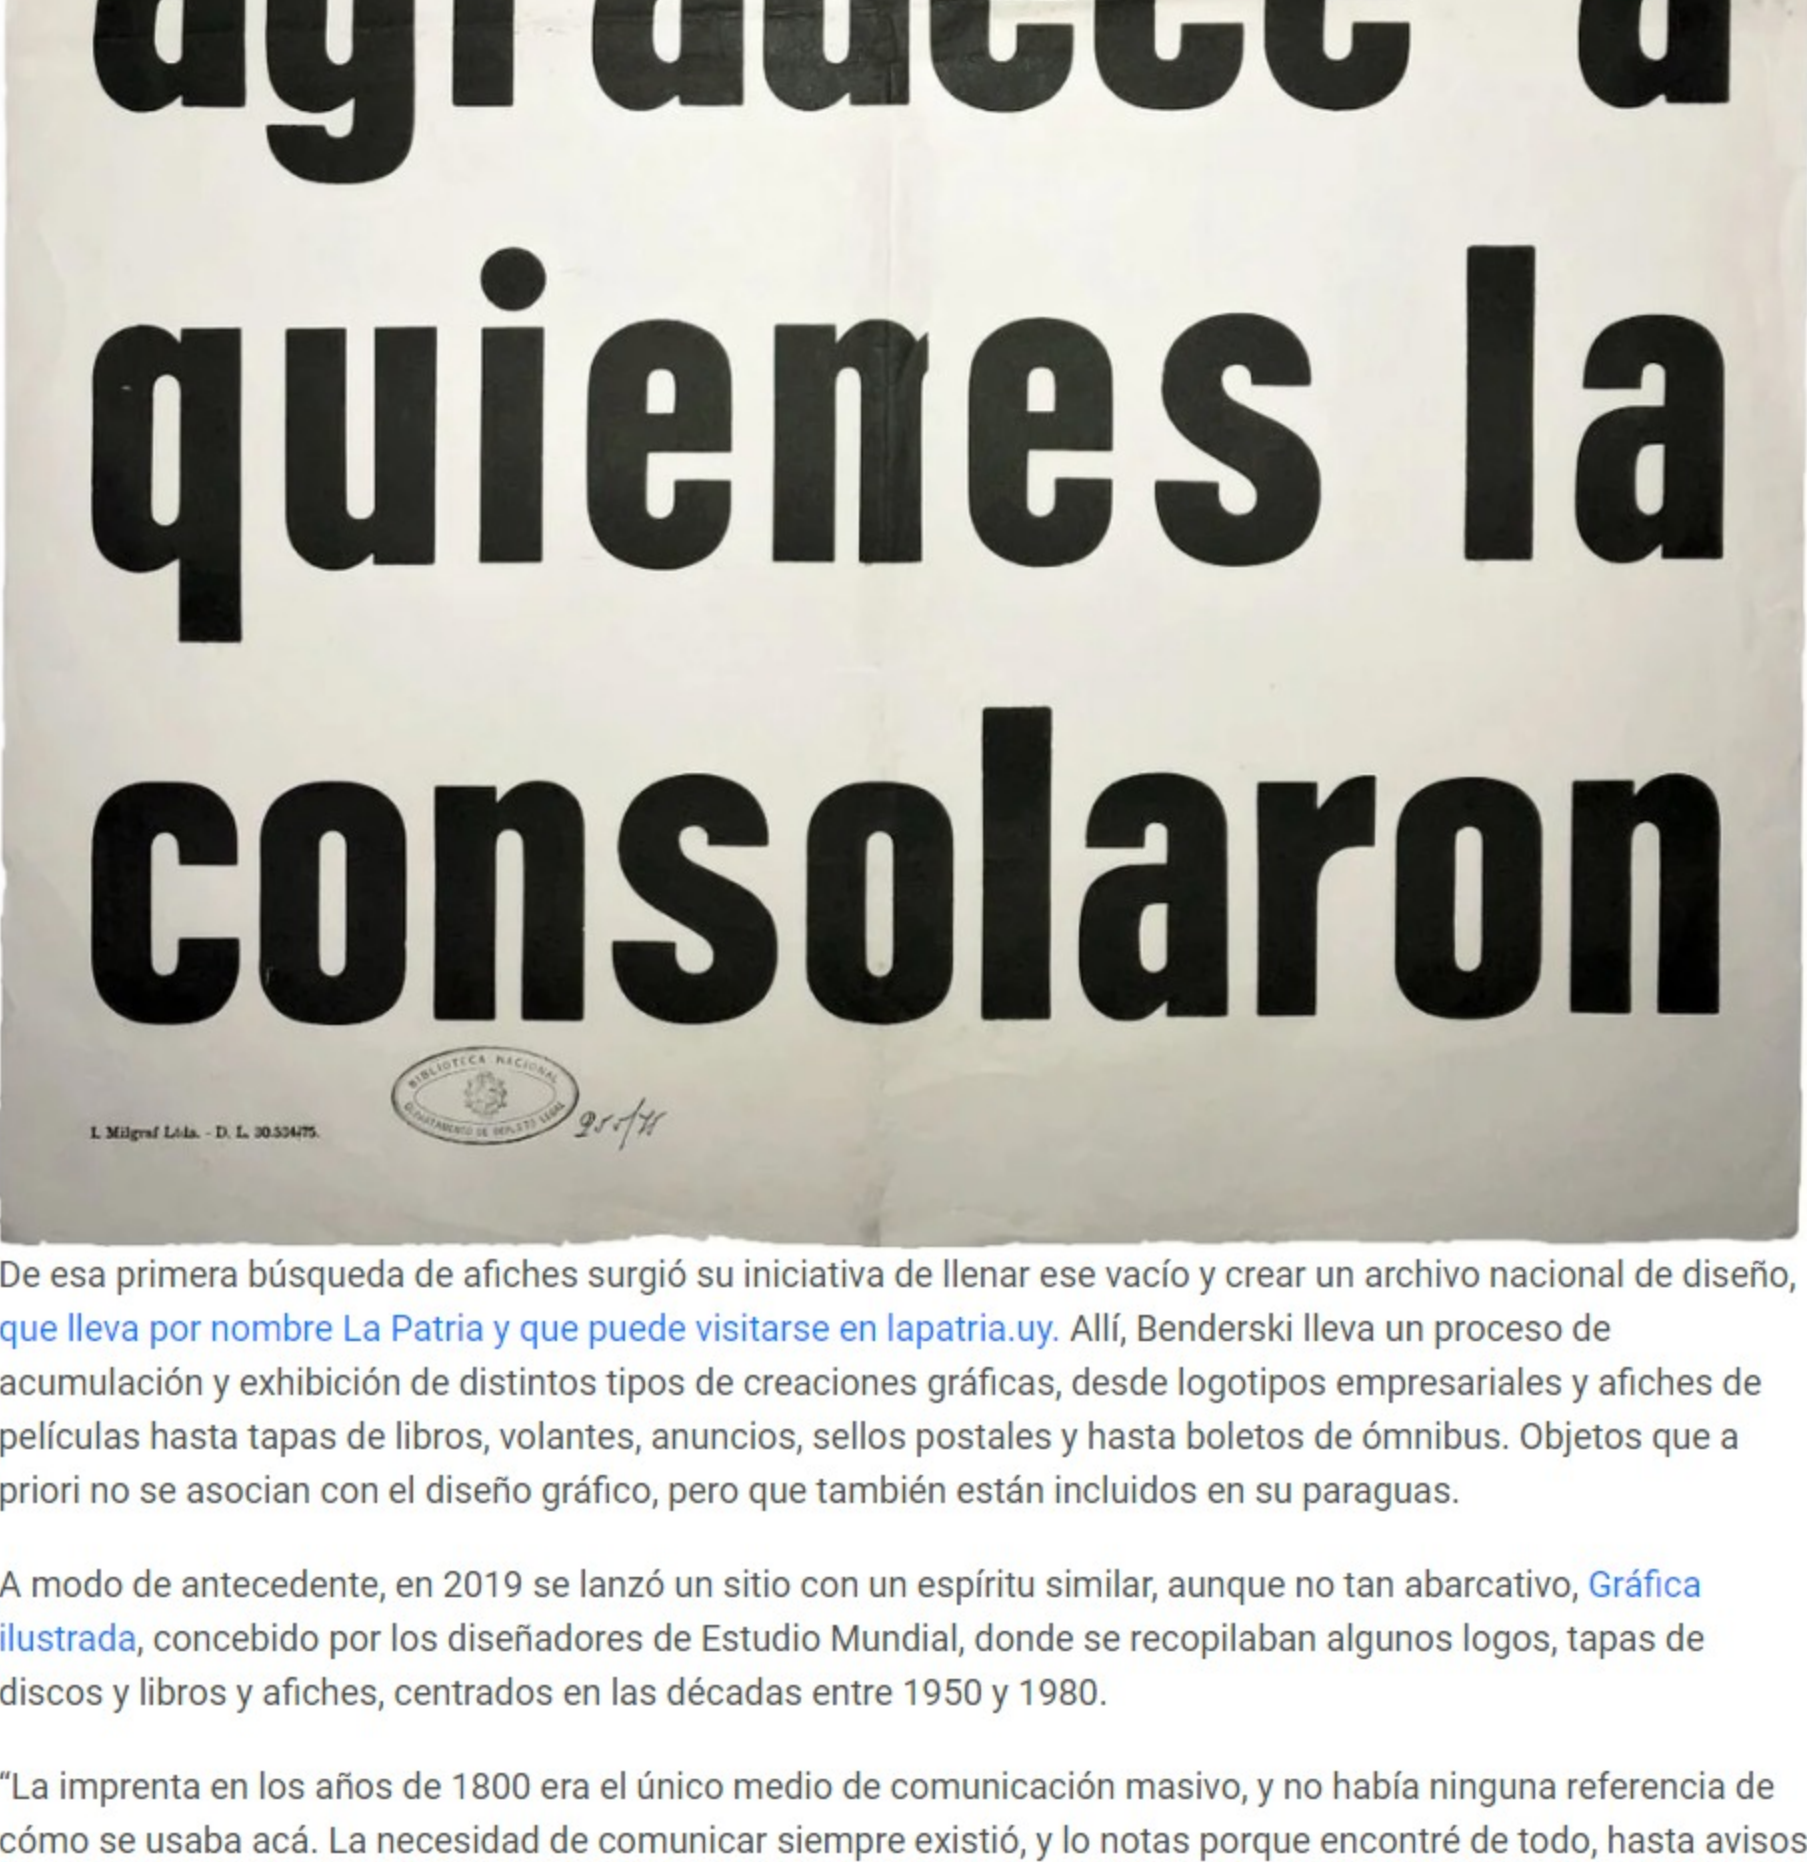 agradece a
quienes la
consolaron
BIBLIOTECA NACIONAL
DEPARTAMENTO DE DEPOSITO LEGAL
I. Milgraf Ltda. - D. L. 30.534/75.
De esa primera búsqueda de afiches surgió su iniciativa de llenar ese vacío y crear un archivo nacional de diseño,
que lleva por nombre La Patria y que puede visitarse en lapatria.uy. Allí, Benderski lleva un proceso de
acumulación y exhibición de distintos tipos de creaciones gráficas, desde logotipos empresariales y afiches de
películas hasta tapas de libros, volantes, anuncios, sellos postales y hasta boletos de ómnibus. Objetos que a
priori no se asocian con el diseño gráfico, pero que también están incluidos en su paraguas.
A modo de antecedente, en 2019 se lanzó un sitio con un espíritu similar, aunque no tan abarcativo, Gráfica
ilustrada, concebido por los diseñadores de Estudio Mundial, donde se recopilaban algunos logos, tapas de
discos y libros y afiches, centrados en las décadas entre 1950 y 1980.
“La imprenta en los años de 1800 era el único medio de comunicación masivo, y no había ninguna referencia de
cómo se usaba acá. La necesidad de comunicar siempre existió, y lo notas porque encontré de todo, hasta avisos